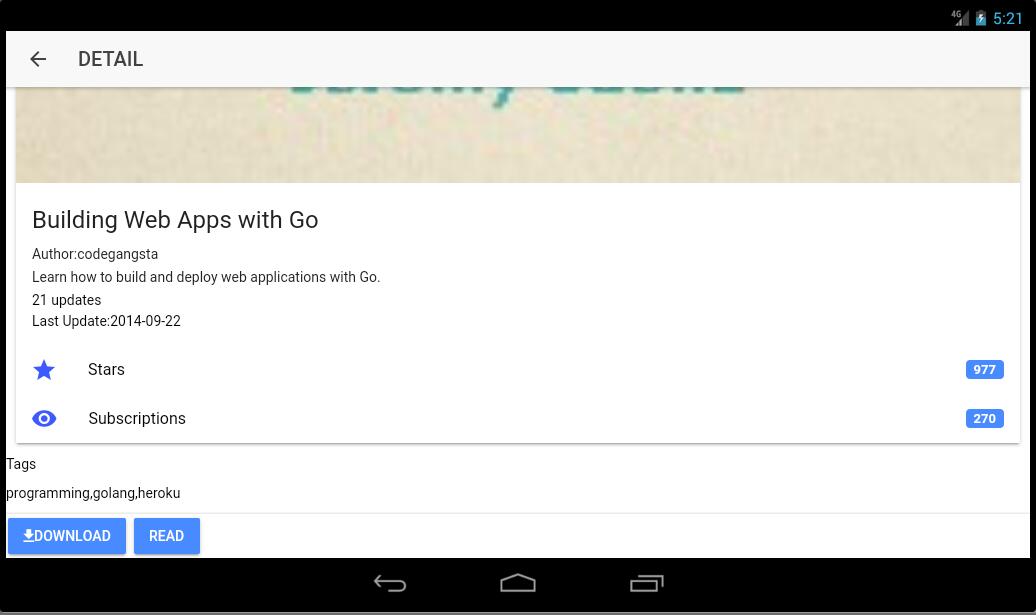 4G 5:21
DETAIL
Building Web Apps with Go
Author:codegangsta
Learn how to build and deploy web applications with Go.
21 updates
Last Update:2014-09-22
Stars 977
Subscriptions 270
Tags
programming,golang,heroku
DOWNLOAD READ